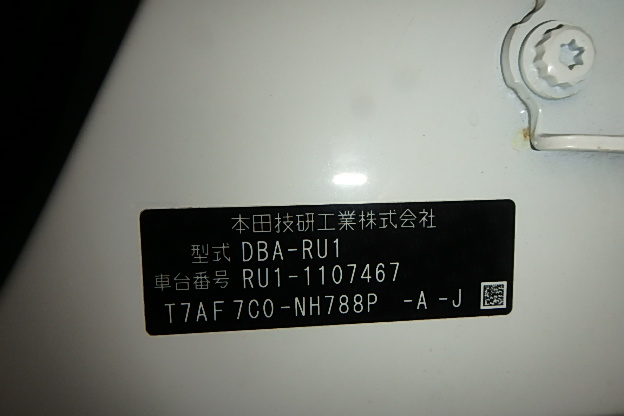 本田技研工業株式会社
型式 DBA-RU1
車台番号 RU1-1107467
T7AF7C0-NH788P -A-J